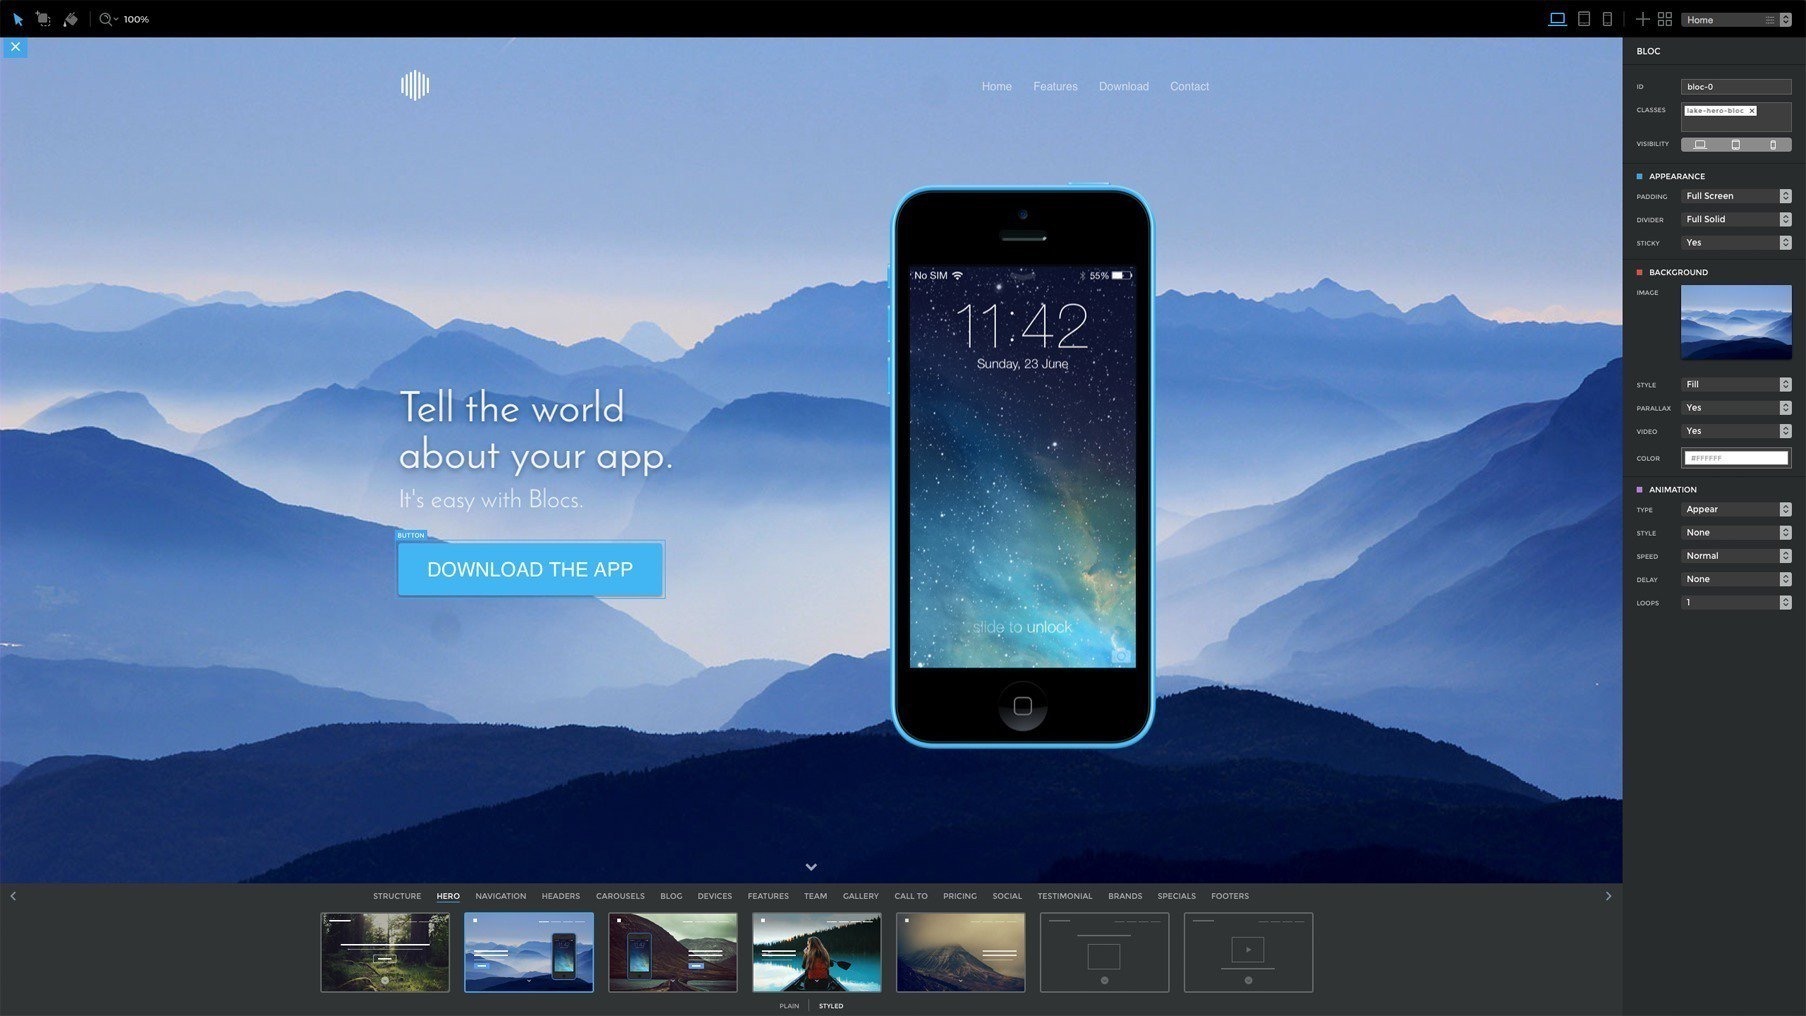 100%
Home
BLOC
ID bloc-0
CLASSES lake-hero-bloc
VISIBILITY
APPEARANCE
PADDING Full Screen
DIVIDER Full Solid
STICKY Yes
BACKGROUND
IMAGE
STYLE Fill
PARALLAX Yes
VIDEO Yes
COLOR #FFFFFF
ANIMATION
TYPE Appear
STYLE None
SPEED Normal
DELAY None
LOOPS 1
Home Features Download Contact
No SIM 55%
11:42
Sunday, 23 June
slide to unlock
Tell the world
about your app.
It's easy with Blocs.
BUTTON
DOWNLOAD THE APP
STRUCTURE HERO NAVIGATION HEADERS CAROUSELS BLOG DEVICES FEATURES TEAM GALLERY CALL TO PRICING SOCIAL TESTIMONIAL BRANDS SPECIALS FOOTERS
PLAIN STYLED